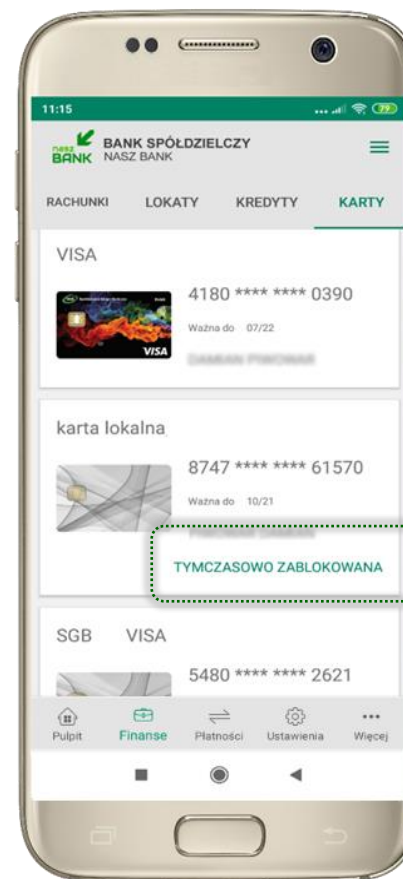 11:15
79
nasz
BANK
BANK SPÓŁDZIELCZY
NASZ BANK
RACHUNKI LOKATY KREDYTY KARTY
VISA
4180 **** **** 0390
Ważna do 07/22
VISA
karta lokalna
8747 **** **** 61570
Ważna do 10/21
TYMCZASOWO ZABLOKOWANA
SGB VISA
5480 **** **** 2621
Pulpit Finanse Płatności Ustawienia Więcej